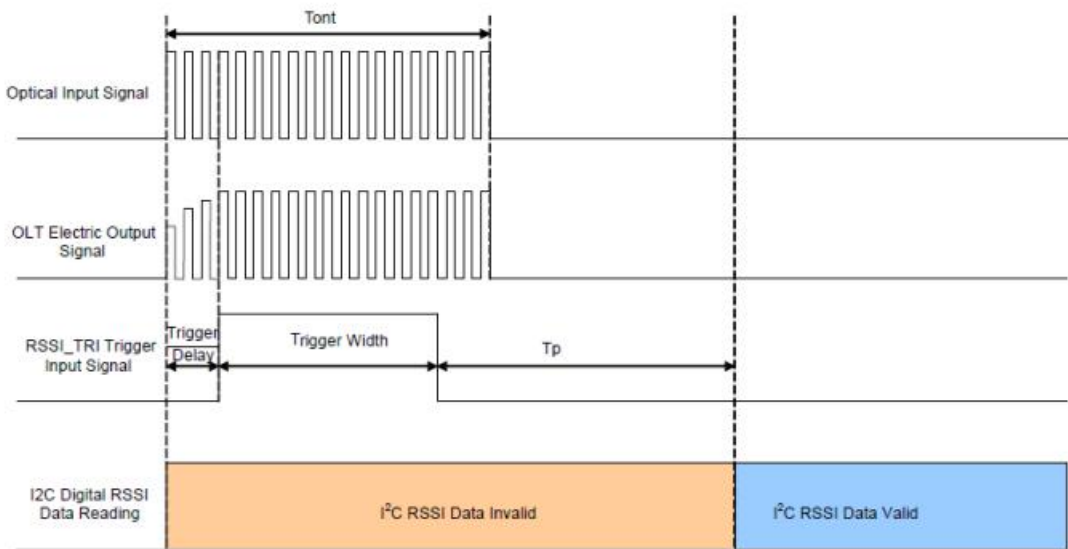 Tont
Optical Input Signal
OLT Electric Output
Signal
RSSI_TRI Trigger
Input Signal
Trigger
Delay
Trigger Width
Tp
I2C Digital RSSI
Data Reading
I²C RSSI Data Invalid
I²C RSSI Data Valid